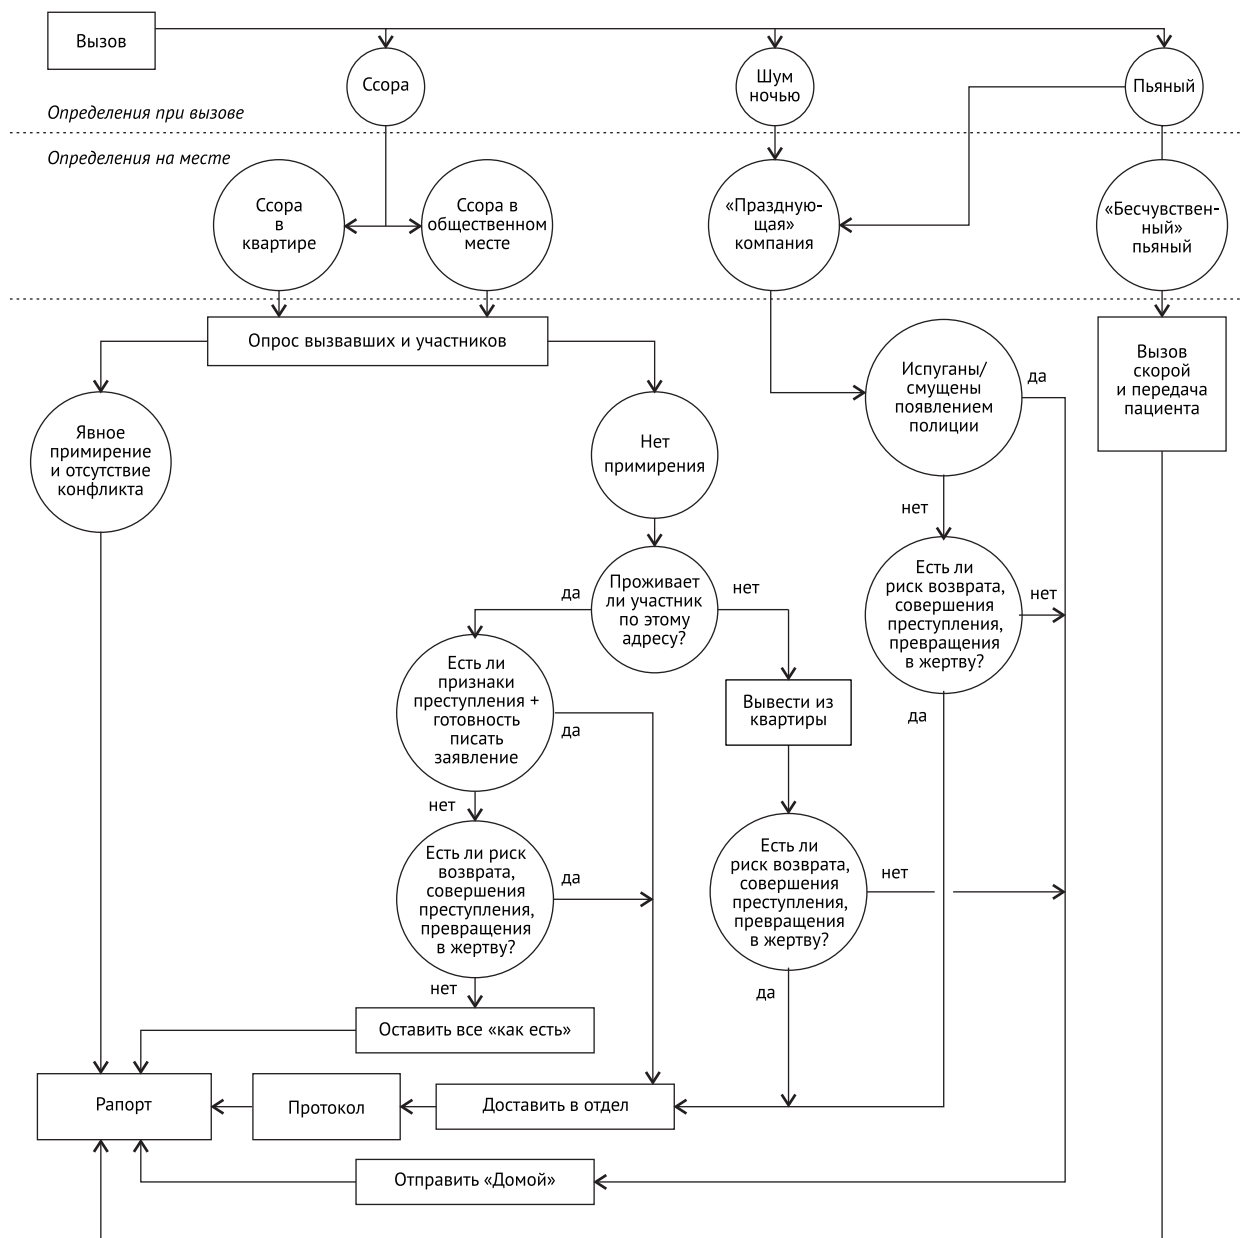 Вызов
Ссора
Шум
ночью
Пьяный
Определения при вызове
Определения на месте
Ссора
в
квартире
Ссора в
общественном
месте
«Праздную-
щая»
компания
«Бесчувствен-
ный»
пьяный
Опрос вызвавших и участников
Испуганы/
смущены
появлением
полиции
да
Вызов
скорой
и передача
пациента
Явное
примирение
и отсутствие
конфликта
Нет
примирения
нет
Есть ли
риск возврата,
совершения
преступления,
превращения
в жертву?
нет
да
Проживает
ли участник
по этому
адресу?
да
нет
Есть ли
признаки
преступления +
готовность
писать
заявление
да
нет
Вывести из
квартиры
Есть ли риск
возврата,
совершения
преступления,
превращения
в жертву?
да
нет
Есть ли
риск возврата,
совершения
преступления,
превращения
в жертву?
нет
да
Оставить все «как есть»
Рапорт
Протокол
Доставить в отдел
Отправить «Домой»